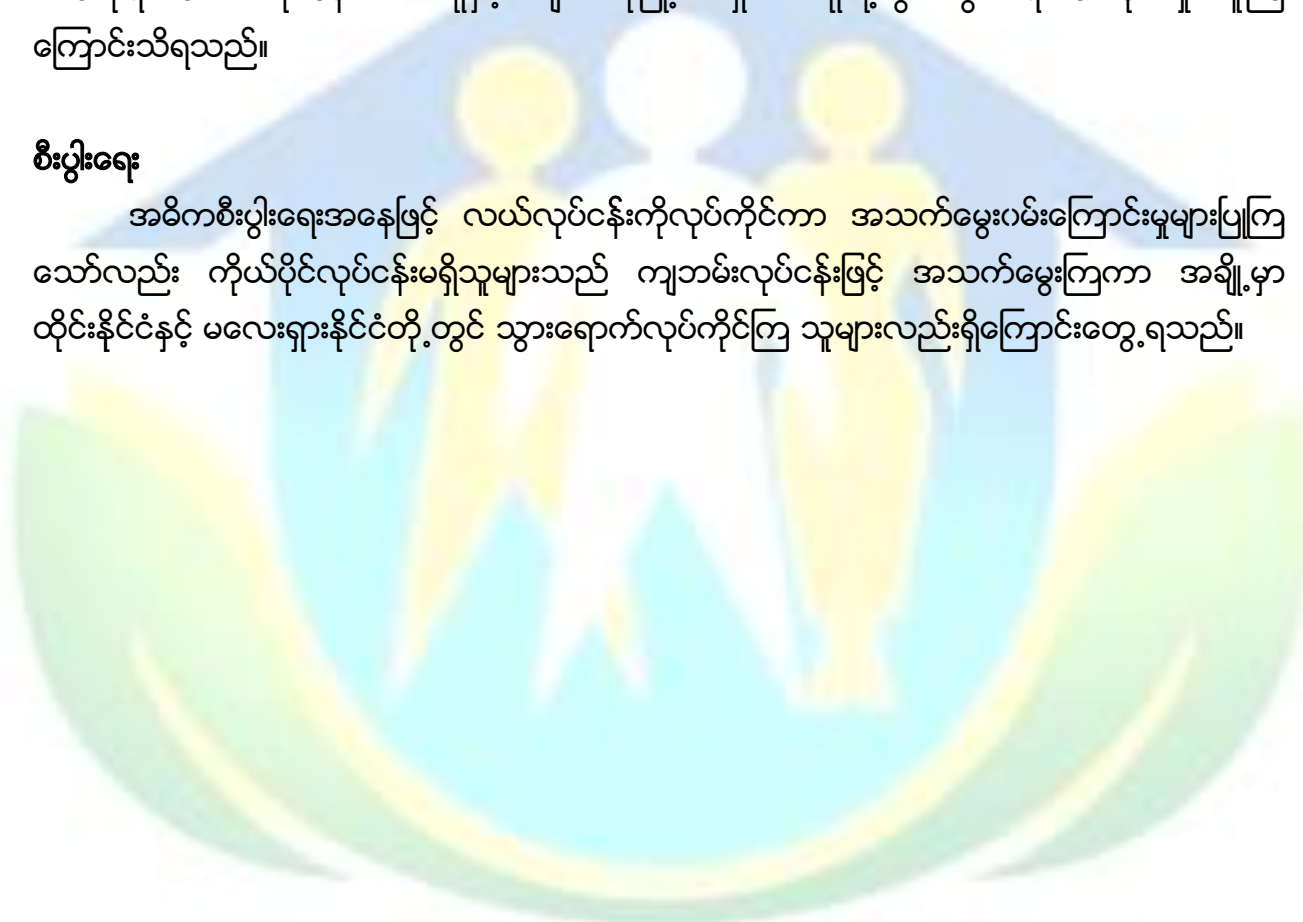 ကြောင်းသိရသည်။
စီးပွါးရေး
အဓိကစီးပွါးရေးအနေဖြင့် လယ်လုပ်ငန်းကိုလုပ်ကိုင်ကာ အသက်မွေးဝမ်းကြောင်းမှုများပြုကြ
သော်လည်း ကိုယ်ပိုင်လုပ်ငန်းမရှိသူများသည် ကျဘမ်းလုပ်ငန်းဖြင့် အသက်မွေးကြကာ အချို့မှာ
ထိုင်းနိုင်ငံနှင့် မလေးရှားနိုင်ငံတို့တွင် သွားရောက်လုပ်ကိုင်ကြ သူများလည်းရှိကြောင်းတွေ့ရသည်။